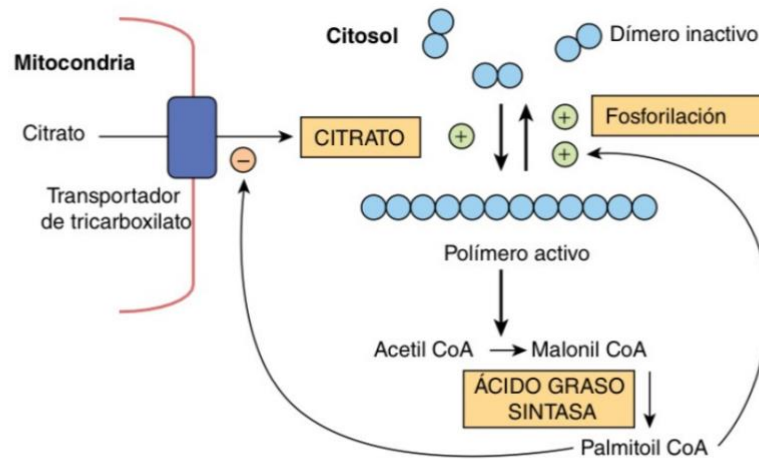 Mitocondria
Citrato
Transportador
de tricarboxilato
−
CITRATO
Citosol
Dímero inactivo
+
+
+
Fosforilación
Polímero activo
Acetil CoA
Malonil CoA
ÁCIDO GRASO
SINTASA
Palmitoil CoA